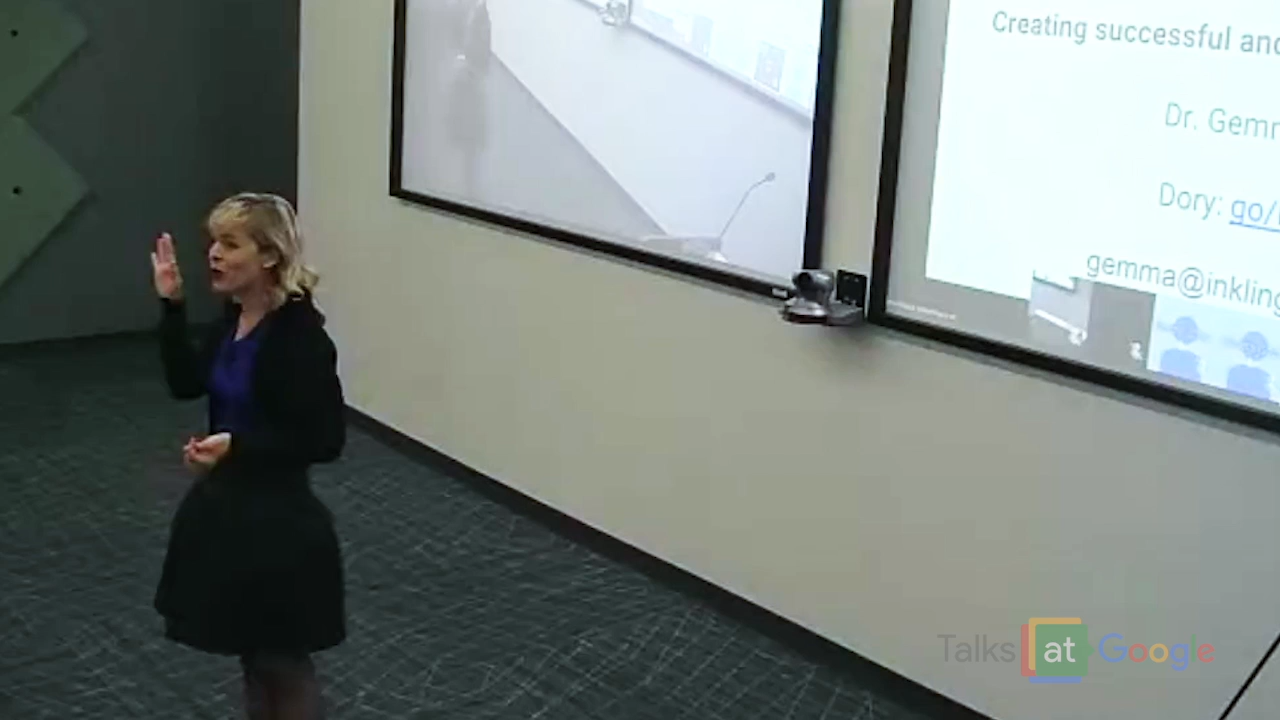 Creating successful and
Dr. Gemm
Dory: go/
gemma@inkling
Talks at Google